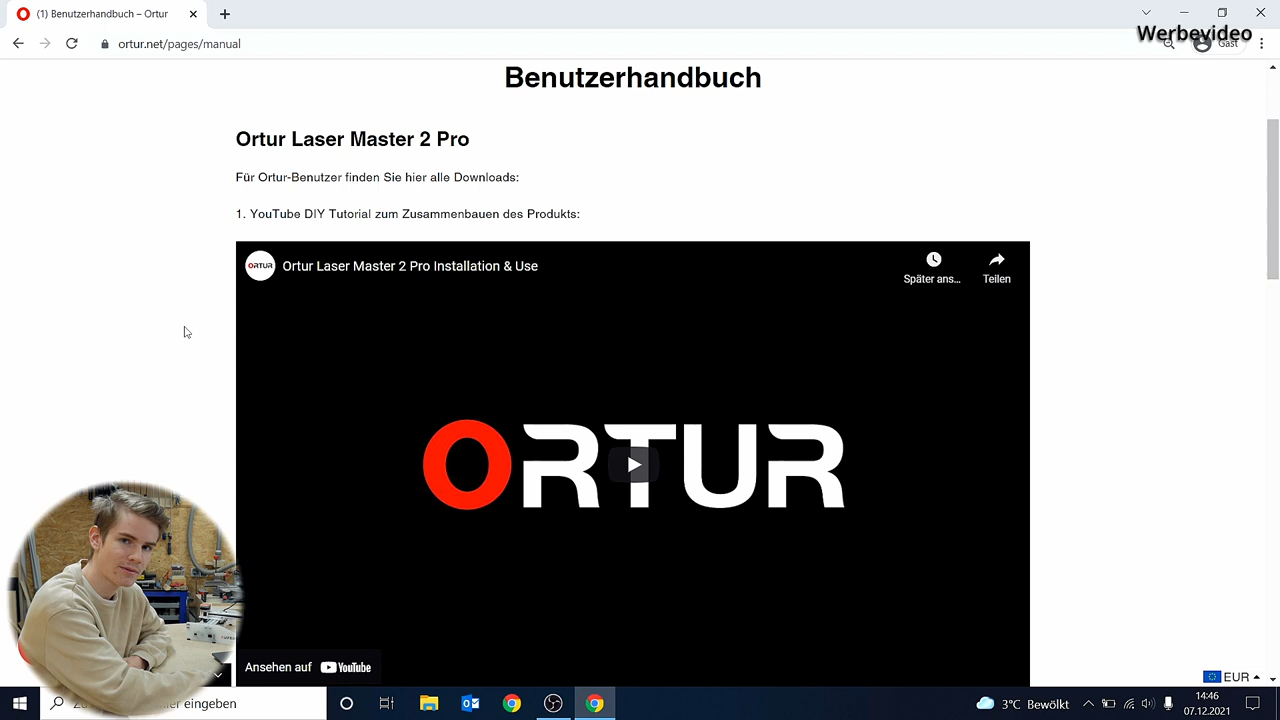 (1) Benutzerhandbuch – Ortur
Werbevideo
ortur.net/pages/manual
Gast
Benutzerhandbuch
Ortur Laser Master 2 Pro
Für Ortur-Benutzer finden Sie hier alle Downloads:
1. YouTube DIY Tutorial zum Zusammenbauen des Produkts:
ORTUR
Ortur Laser Master 2 Pro Installation & Use
Später ans...
Teilen
ORTUR
Ansehen auf YouTube
EUR
eingeben
3°C Bewölkt
14:46
07.12.2021